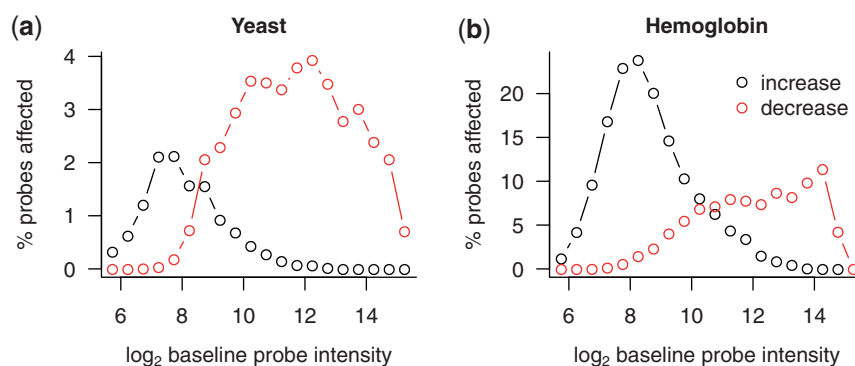 (a) Yeast
% probes affected
4
3
2
1
0
6 8 10 12 14
log2 baseline probe intensity
(b) Hemoglobin
% probes affected
20
15
10
5
0
increase
decrease
6 8 10 12 14
log2 baseline probe intensity